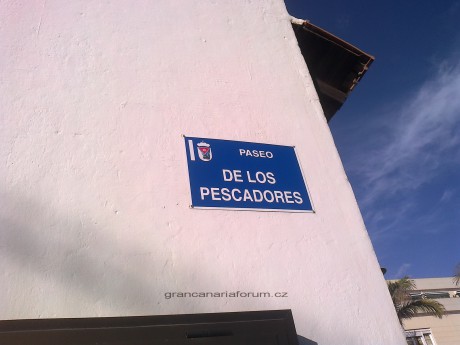 PASEO
DE LOS
PESCADORES
grancanariaforum.cz